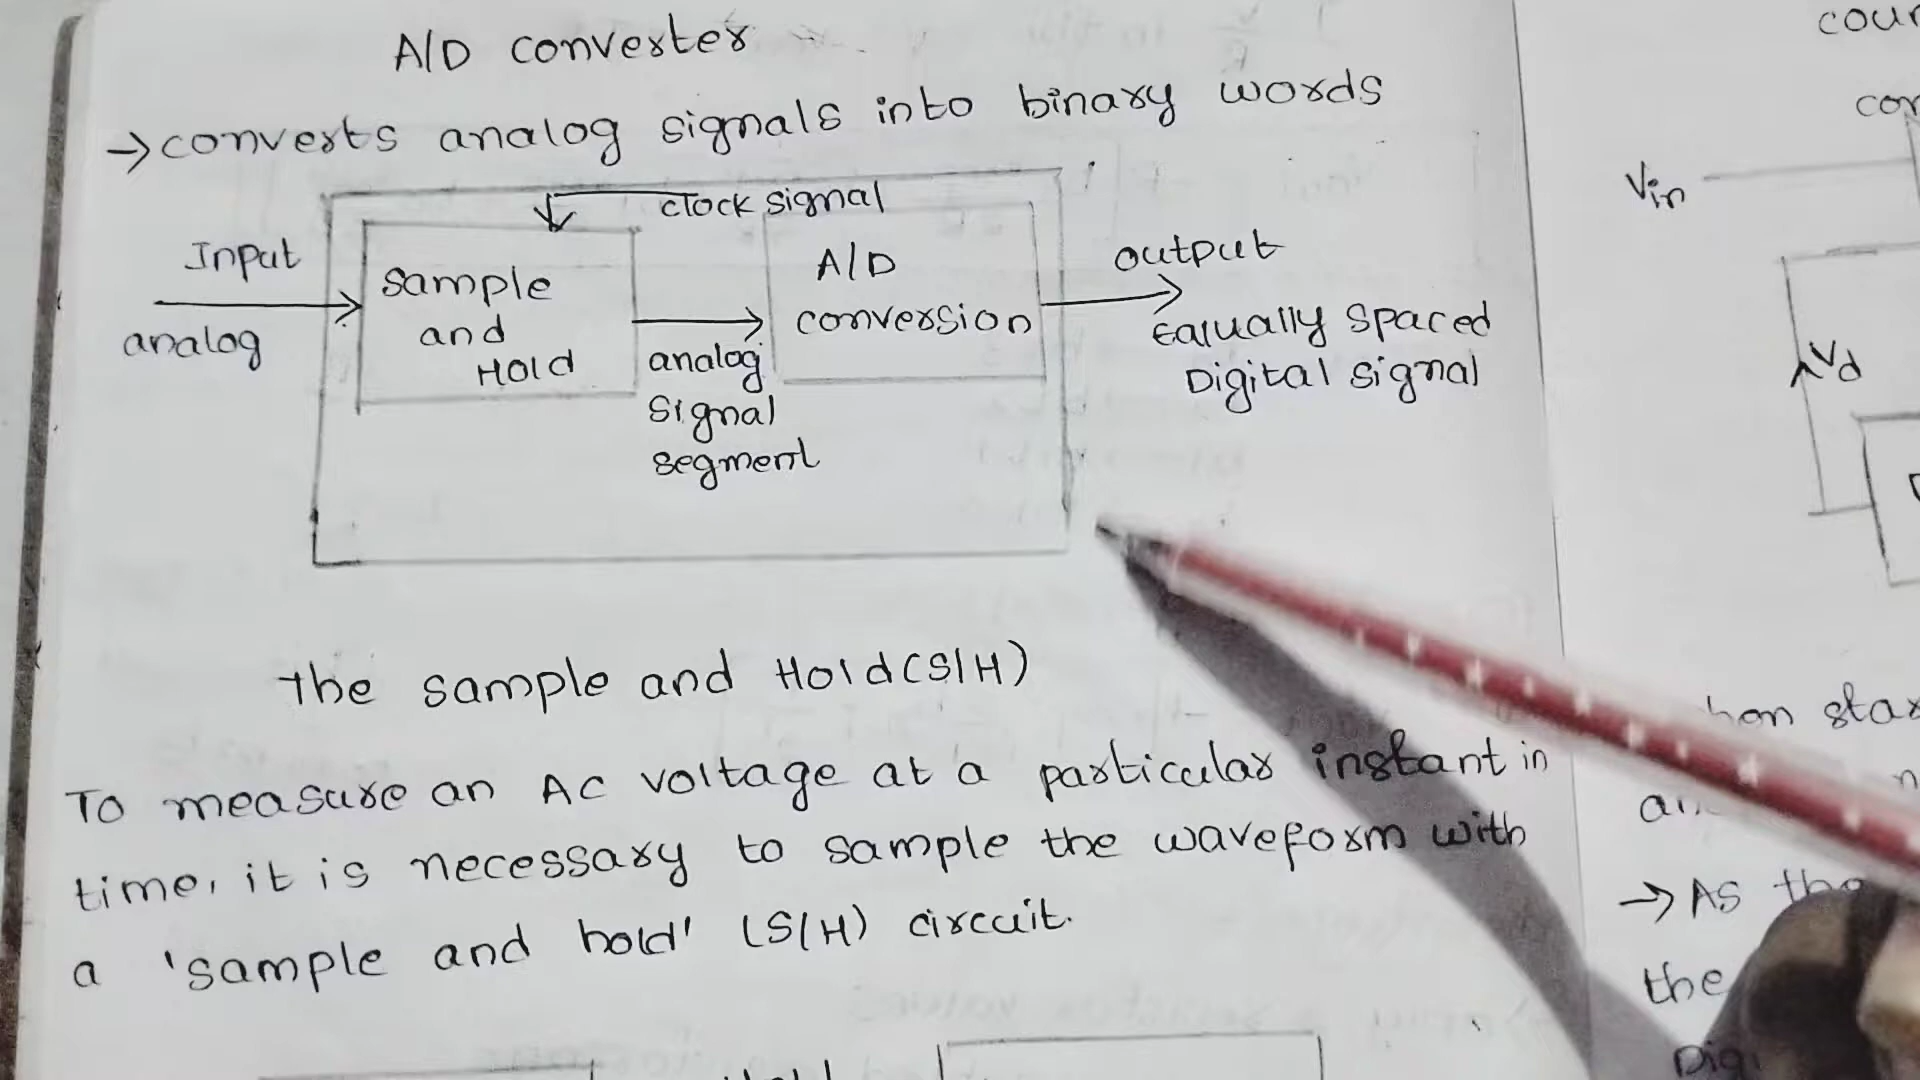 A/D converter
→ converts analog signals into binary words
clock signal
Input
analog
Sample
and
Hold
analog
signal
segment
A/D
conversion
output
Eaually spaced
Digital signal
The sample and Hold (S/H)
To measure an AC voltage at a particular instant in
time, it is necessary to sample the waveform with
a 'sample and hold' (S/H) circuit.
Vin
Vd
→ As the
the